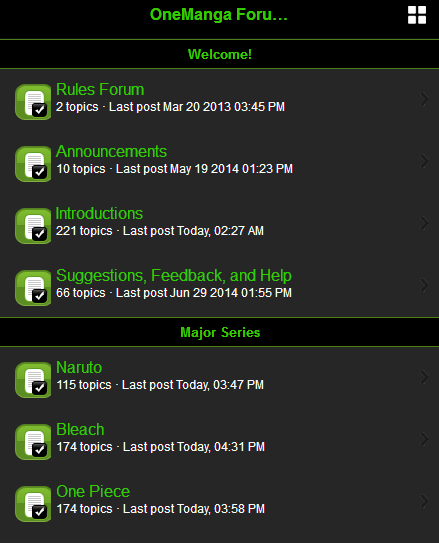 OneManga Foru...
Welcome!
Rules Forum
2 topics · Last post Mar 20 2013 03:45 PM
Announcements
10 topics · Last post May 19 2014 01:23 PM
Introductions
221 topics · Last post Today, 02:27 AM
Suggestions, Feedback, and Help
66 topics · Last post Jun 29 2014 01:55 PM
Major Series
Naruto
115 topics · Last post Today, 03:47 PM
Bleach
174 topics · Last post Today, 04:31 PM
One Piece
174 topics · Last post Today, 03:58 PM